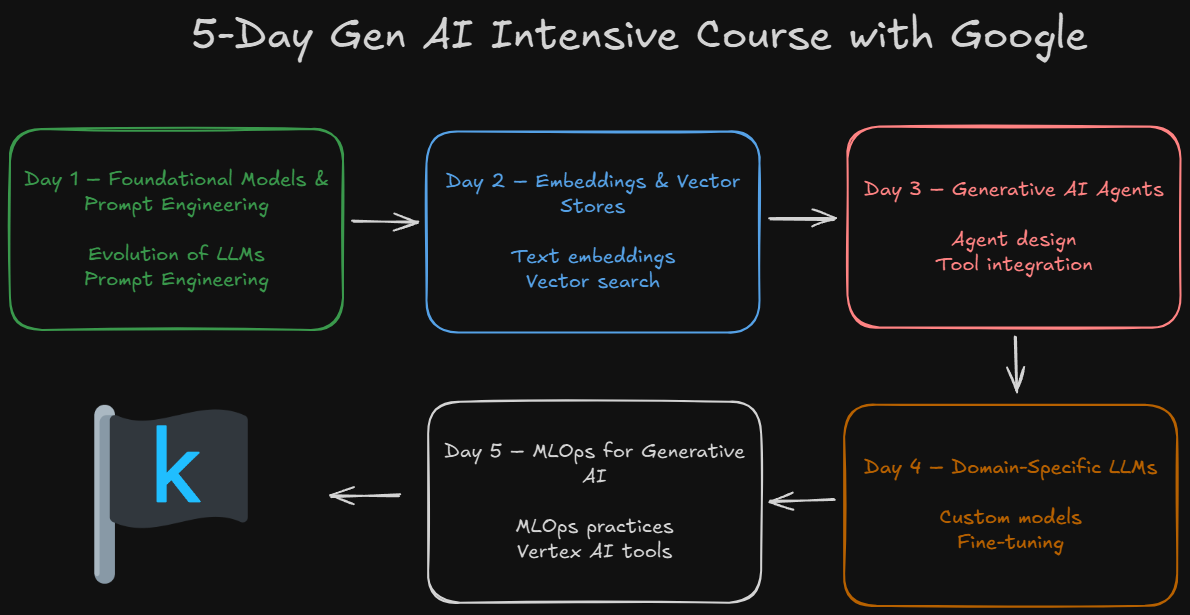 5-Day Gen AI Intensive Course with Google
Day 1 – Foundational Models &
Prompt Engineering
Evolution of LLMs
Prompt Engineering
Day 2 – Embeddings & Vector
Stores
Text embeddings
Vector search
Day 3 – Generative AI Agents
Agent design
Tool integration
Day 4 – Domain-Specific LLMs
Custom models
Fine-tuning
Day 5 – MLOps for Generative
AI
MLOps practices
Vertex AI tools
k